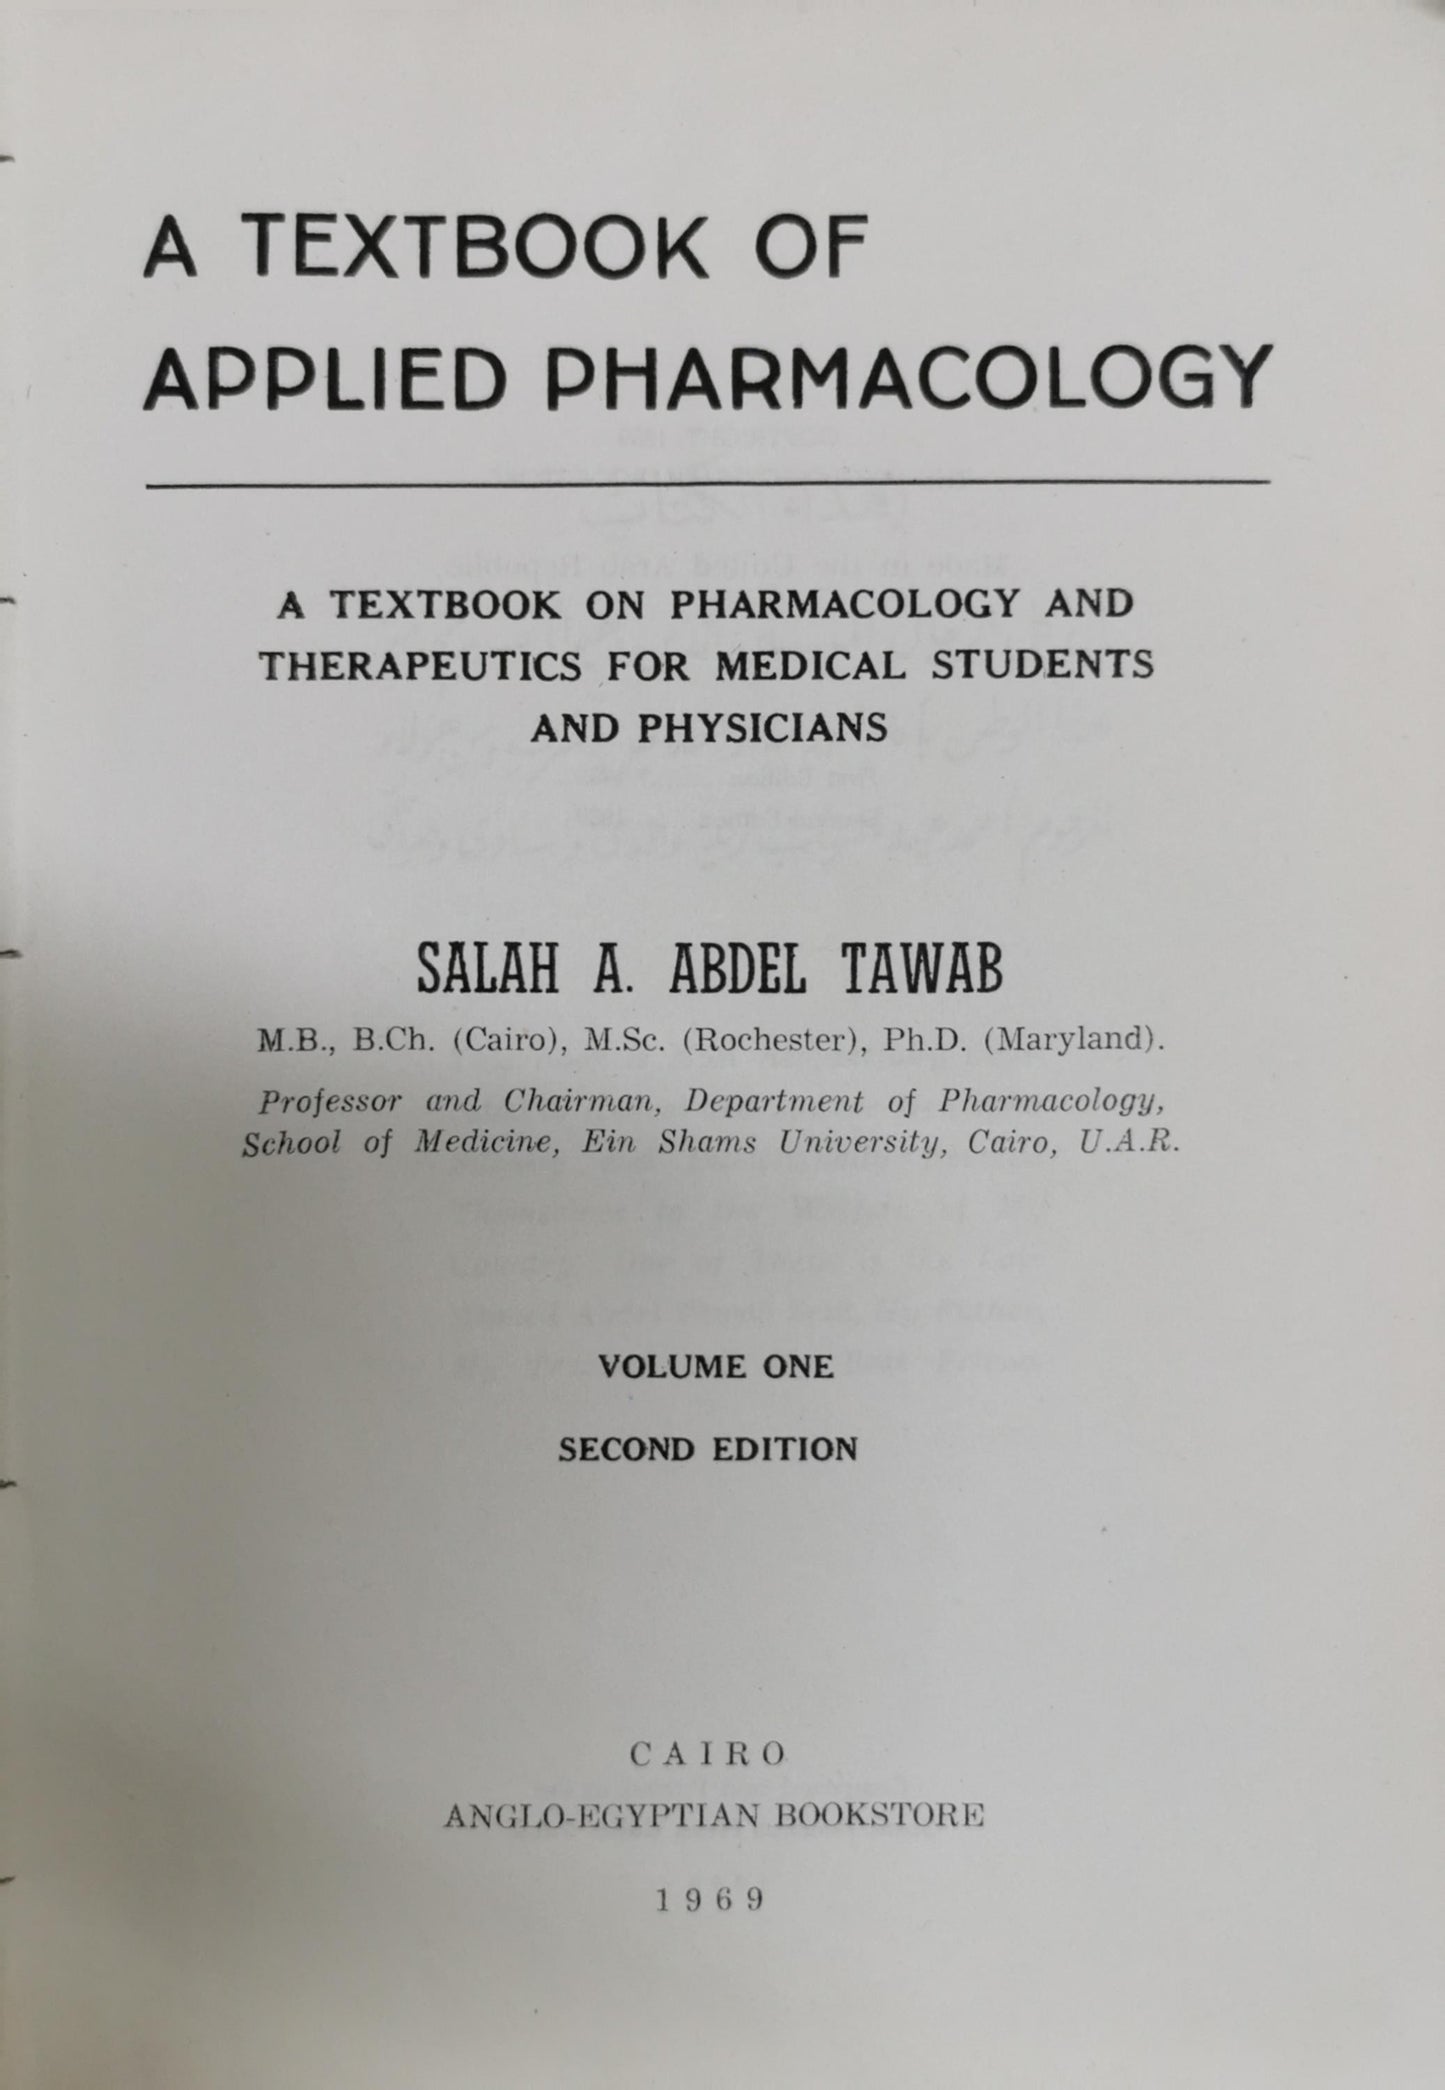 A TEXTBOOK OF
APPLIED PHARMACOLOGY
A TEXTBOOK ON PHARMACOLOGY AND
THERAPEUTICS FOR MEDICAL STUDENTS
AND PHYSICIANS
SALAH A. ABDEL TAWAB
M.B., B.Ch. (Cairo), M.Sc. (Rochester), Ph.D. (Maryland).
Professor and Chairman, Department of Pharmacology,
School of Medicine, Ein Shams University, Cairo, U.A.R.
VOLUME ONE
SECOND EDITION
CAIRO
ANGLO-EGYPTIAN BOOKSTORE
1969